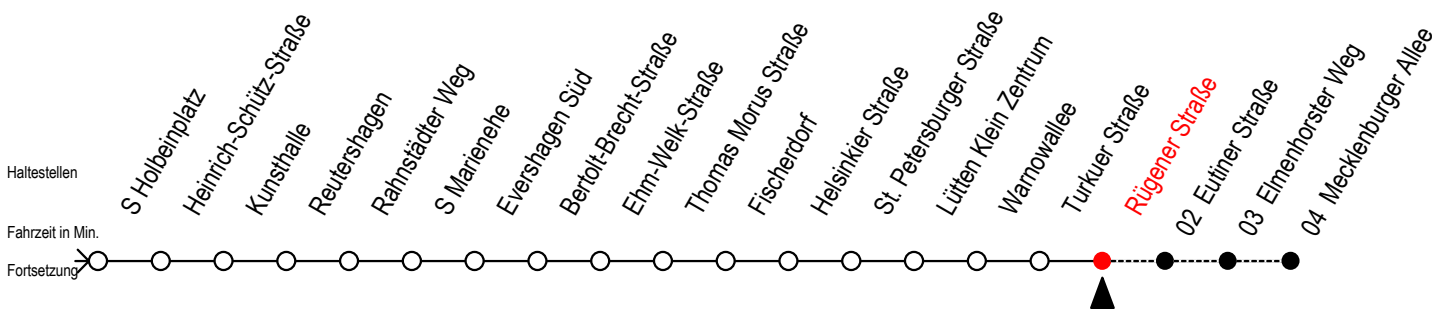 Haltestellen
S Holbeinplatz
Heinrich-Schütz-Straße
Kunsthalle
Reutershagen
Rahnstädter Weg
S Marienehe
Evershagen Süd
Bertolt-Brecht-Straße
Ehm-Welk-Straße
Thomas Morus Straße
Fischerdorf
Helsinkier Straße
St. Petersburger Straße
Lütten Klein Zentrum
Warnowallee
Turkuer Straße
Rügener Straße
02 Eutiner Straße
03 Elmenhorster Weg
04 Mecklenburger Allee
Fahrzeit in Min.
Fortsetzung